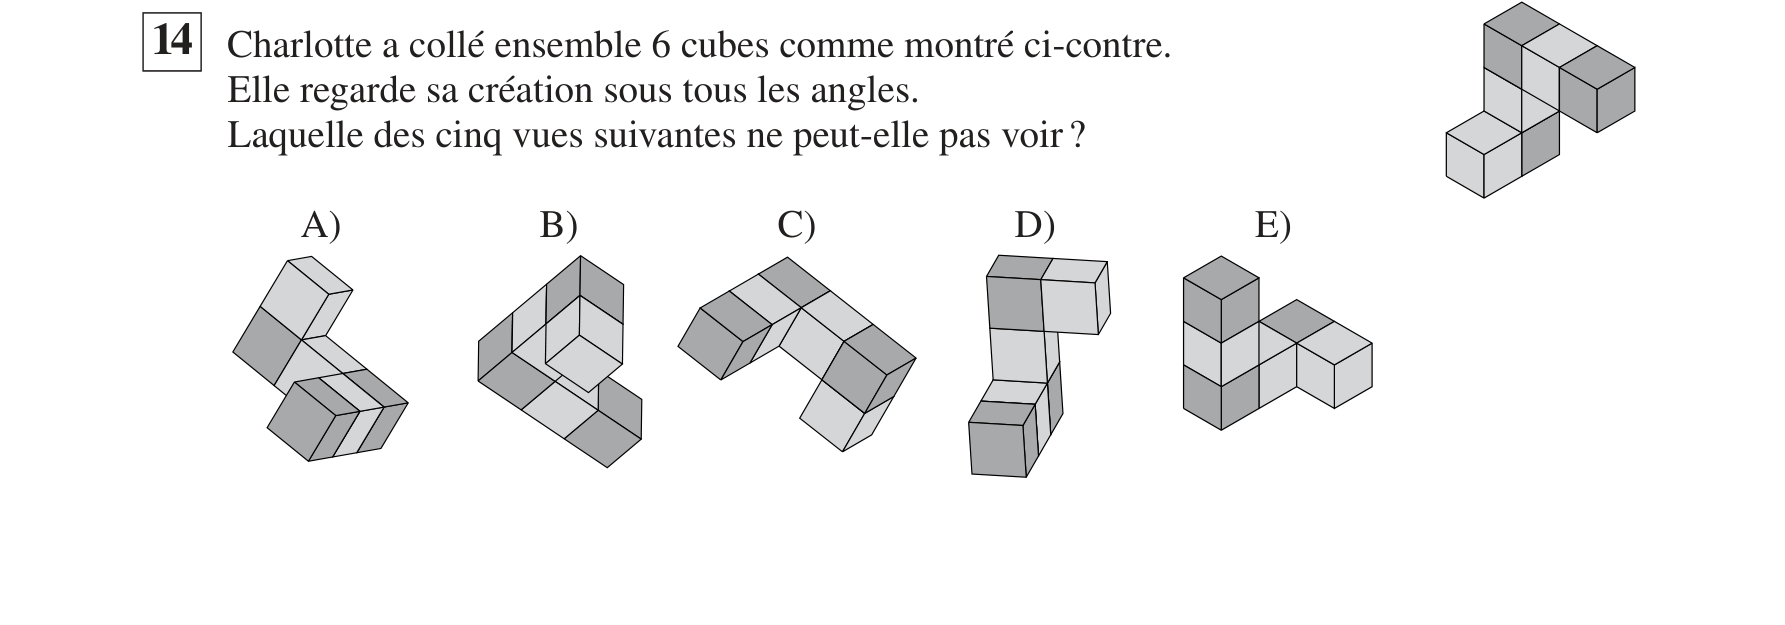 14 Charlotte a collé ensemble 6 cubes comme montré ci-contre.
Elle regarde sa création sous tous les angles.
Laquelle des cinq vues suivantes ne peut-elle pas voir ?
A) B) C) D) E)